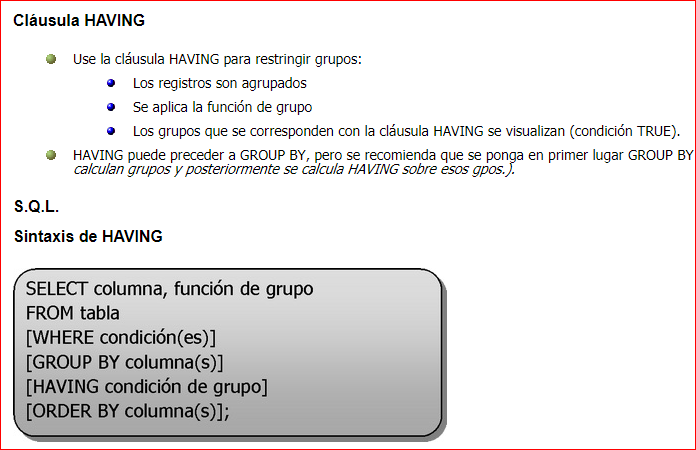 Cláusula HAVING
Use la cláusula HAVING para restringir grupos:
Los registros son agrupados
Se aplica la función de grupo
Los grupos que se corresponden con la cláusula HAVING se visualizan (condición TRUE).
HAVING puede preceder a GROUP BY, pero se recomienda que se ponga en primer lugar GROUP BY
calculan grupos y posteriormente se calcula HAVING sobre esos gpos.).
S.Q.L.
Sintaxis de HAVING
SELECT columna, función de grupo
FROM tabla
[WHERE condición(es)]
[GROUP BY columna(s)]
[HAVING condición de grupo]
[ORDER BY columna(s)];